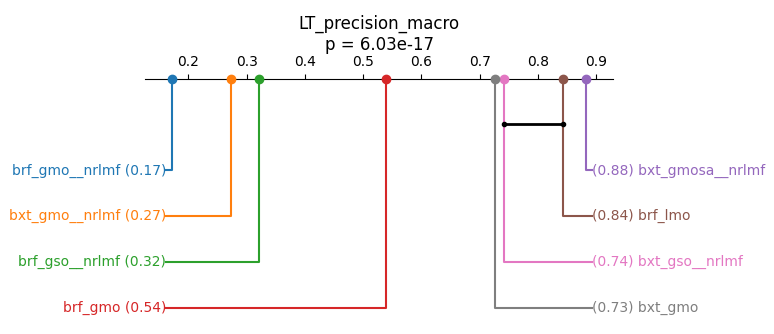 LT_precision_macro
p = 6.03e-17
0.2 0.3 0.4 0.5 0.6 0.7 0.8 0.9
brf_gmo__nrlmf (0.17) (0.88) bxt_gmosa__nrlmf
bxt_gmo__nrlmf (0.27) (0.84) brf_lmo
brf_gso__nrlmf (0.32) (0.74) bxt_gso__nrlmf
brf_gmo (0.54) (0.73) bxt_gmo